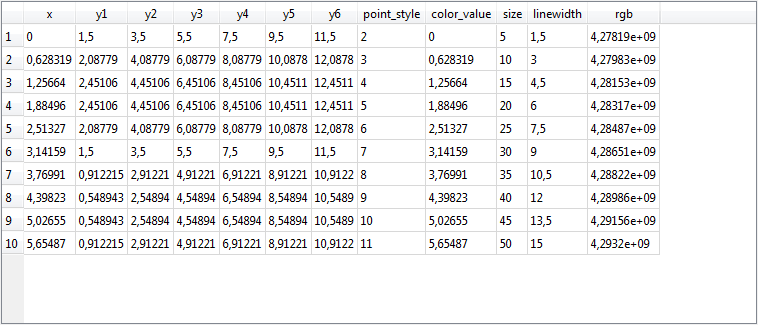 x y1 y2 y3 y4 y5 y6 point_style color_value size linewidth rgb
1 0 1,5 3,5 5,5 7,5 9,5 11,5 2 0 5 1,5 4,27819e+09
2 0,628319 2,08779 4,08779 6,08779 8,08779 10,0878 12,0878 3 0,628319 10 3 4,27983e+09
3 1,25664 2,45106 4,45106 6,45106 8,45106 10,4511 12,4511 4 1,25664 15 4,5 4,28153e+09
4 1,88496 2,45106 4,45106 6,45106 8,45106 10,4511 12,4511 5 1,88496 20 6 4,28317e+09
5 2,51327 2,08779 4,08779 6,08779 8,08779 10,0878 12,0878 6 2,51327 25 7,5 4,28487e+09
6 3,14159 1,5 3,5 5,5 7,5 9,5 11,5 7 3,14159 30 9 4,28651e+09
7 3,76991 0,912215 2,91221 4,91221 6,91221 8,91221 10,9122 8 3,76991 35 10,5 4,28822e+09
8 4,39823 0,548943 2,54894 4,54894 6,54894 8,54894 10,5489 9 4,39823 40 12 4,28986e+09
9 5,02655 0,548943 2,54894 4,54894 6,54894 8,54894 10,5489 10 5,02655 45 13,5 4,29156e+09
10 5,65487 0,912215 2,91221 4,91221 6,91221 8,91221 10,9122 11 5,65487 50 15 4,2932e+09